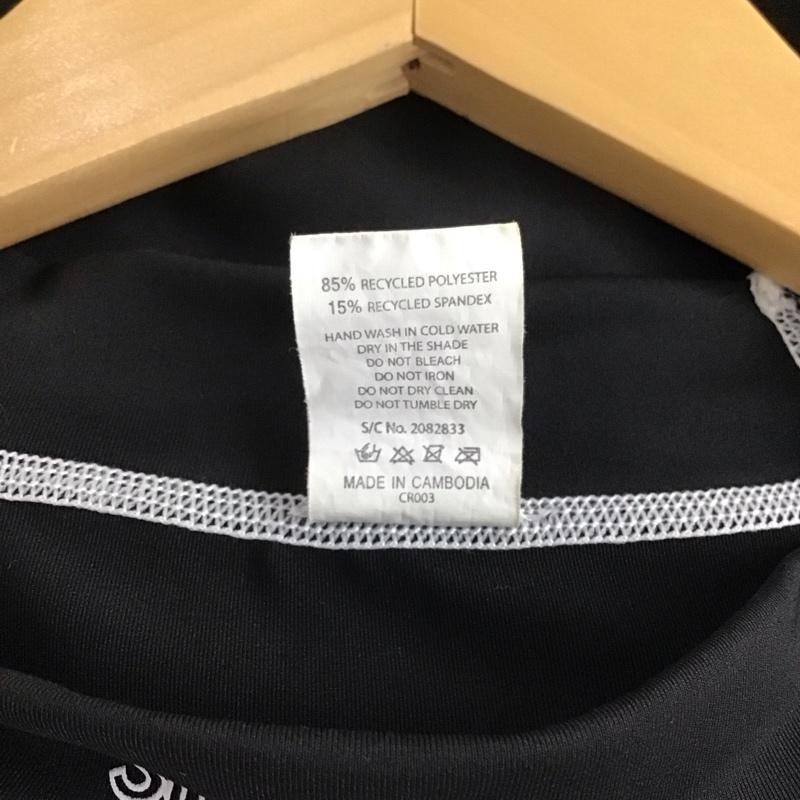 85% RECYCLED POLYESTER
15% RECYCLED SPANDEX
HAND WASH IN COLD WATER
DRY IN THE SHADE
DO NOT BLEACH
DO NOT IRON
DO NOT DRY CLEAN
DO NOT TUMBLE DRY
S/C No. 2082833
MADE IN CAMBODIA
CR003